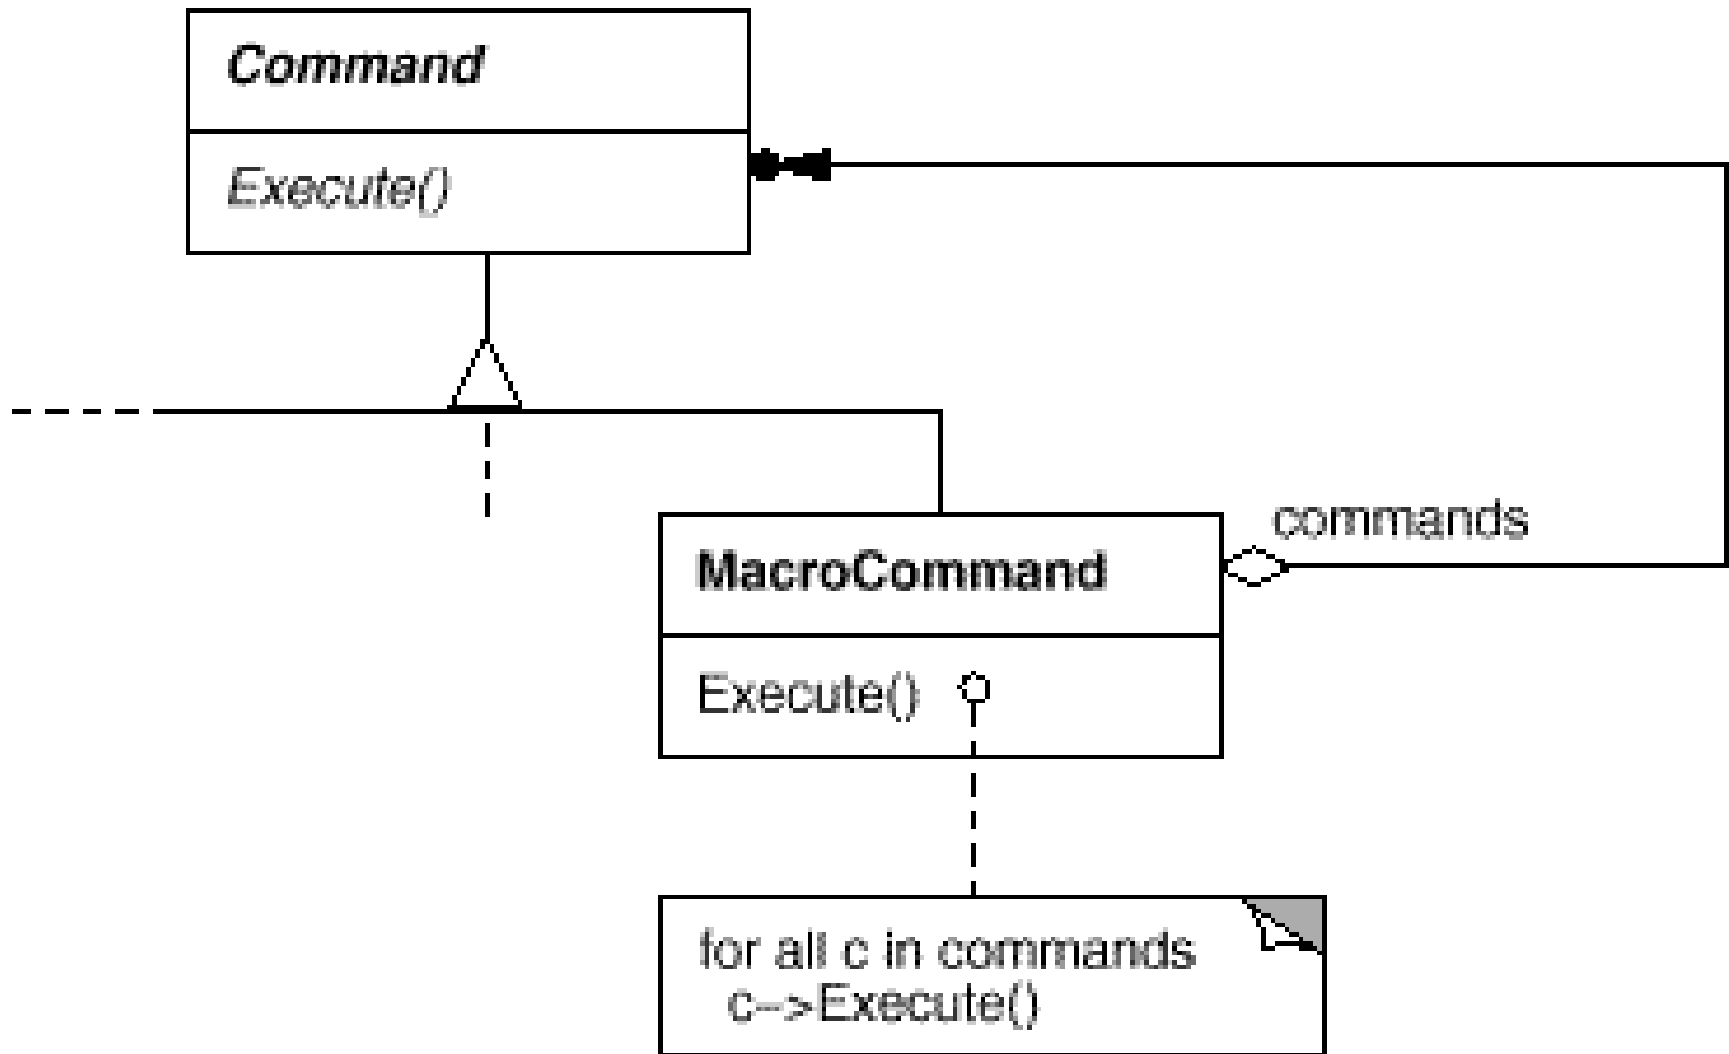 Command
Execute()
commands
MacroCommand
Execute()
for all c in commands
c-->Execute()